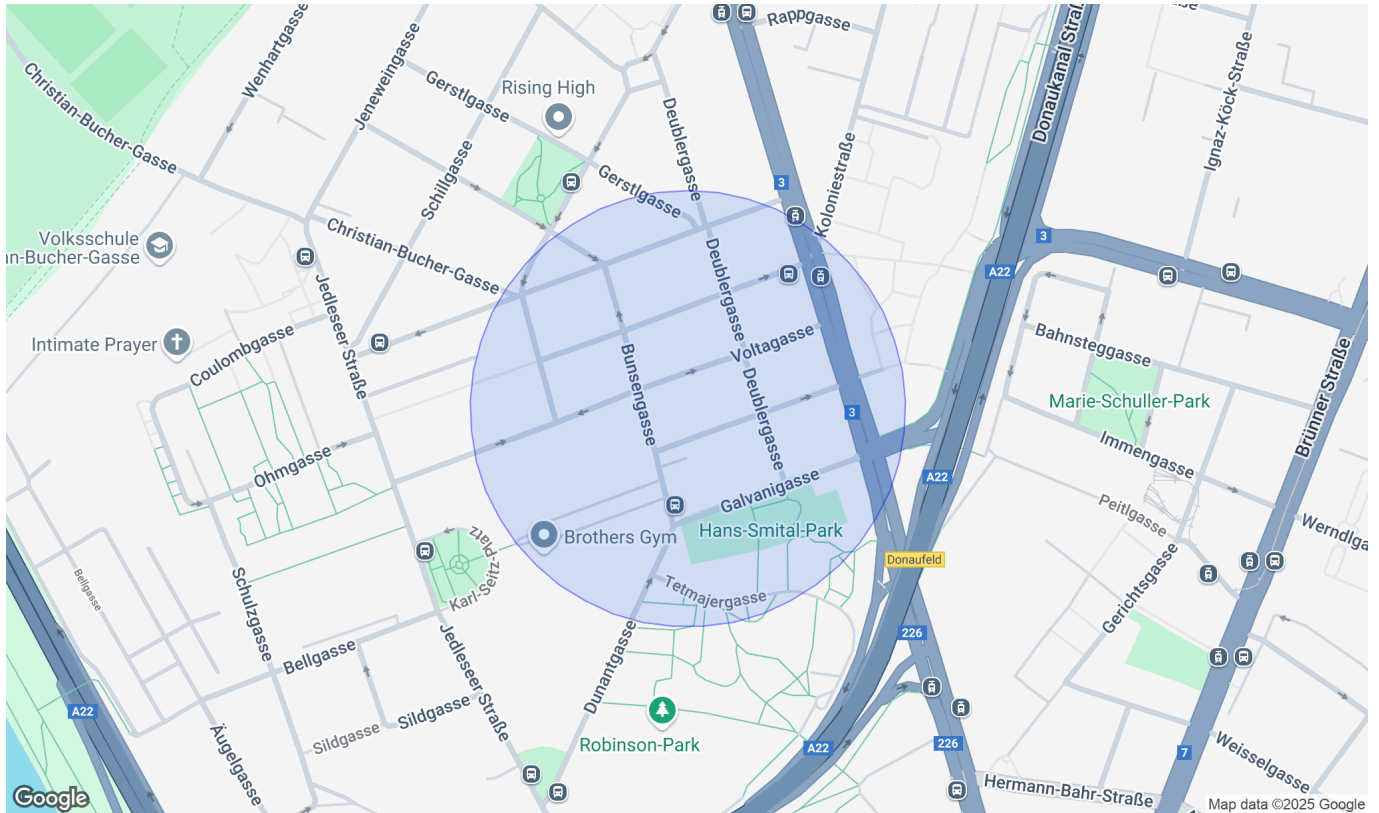 Rappgasse
Wenhartgasse
Jeneweingasse
Gerstlgasse
Rising High
Donaukanal Straß
Ignaz-Köck-Straße
Christian-Bucher-Gasse
Deublergasse
Schillgasse
Gerstlgasse
3
Koloniestraße
Volksschule
an-Bucher-Gasse
Christian-Bucher-Gasse
Deublergasse
3
A22
Jedleseer Straße
Intimate Prayer
Coulombgasse
Bunsengasse
Voltagasse
Bahnsteggasse
Deublergasse
Marie-Schuller-Park
3
Brünner Straße
Immengasse
Ohmgasse
A22
Galvanigasse
Peitlgasse
Hans-Smital-Park
Werndlga
Brothers Gym
Karl-Seitz-
Platz
Donaufeld
Bellgasse
Schulzgasse
Tetmajergasse
Gerichtsgasse
226
Bellgasse
Jedleseer Straße
Dunantgasse
A22
Sildgasse
Sildgasse
Äugelgasse
Robinson-Park
A22
226
7
Weisselgasse
Hermann-Bahr-Straße
Google
Map data ©2025 Google